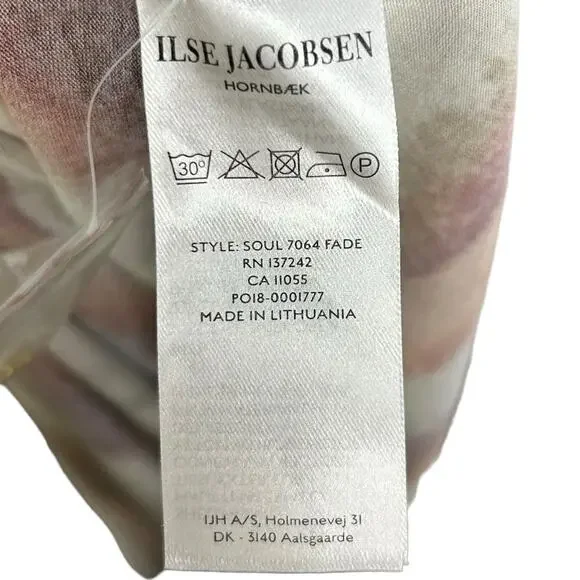 ILSE JACOBSEN
HORNBÆK
30° P
STYLE: SOUL 7064 FADE
RN 137242
CA 11055
PO18-0001777
MADE IN LITHUANIA
IJH A/S, Holmenevej 31
DK - 3140 Aalsgaarde